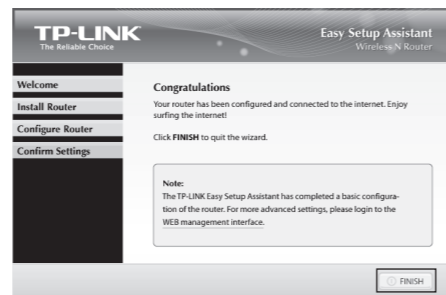 TP-LINK
The Reliable Choice
Easy Setup Assistant
Wireless N Router
Welcome
Install Router
Configure Router
Confirm Settings
Congratulations
Your router has been configured and connected to the internet. Enjoy
surfing the internet!
Click FINISH to quit the wizard.
Note:
The TP-LINK Easy Setup Assistant has completed a basic configura-
tion of the router. For more advanced settings, please login to the
WEB management interface.
FINISH